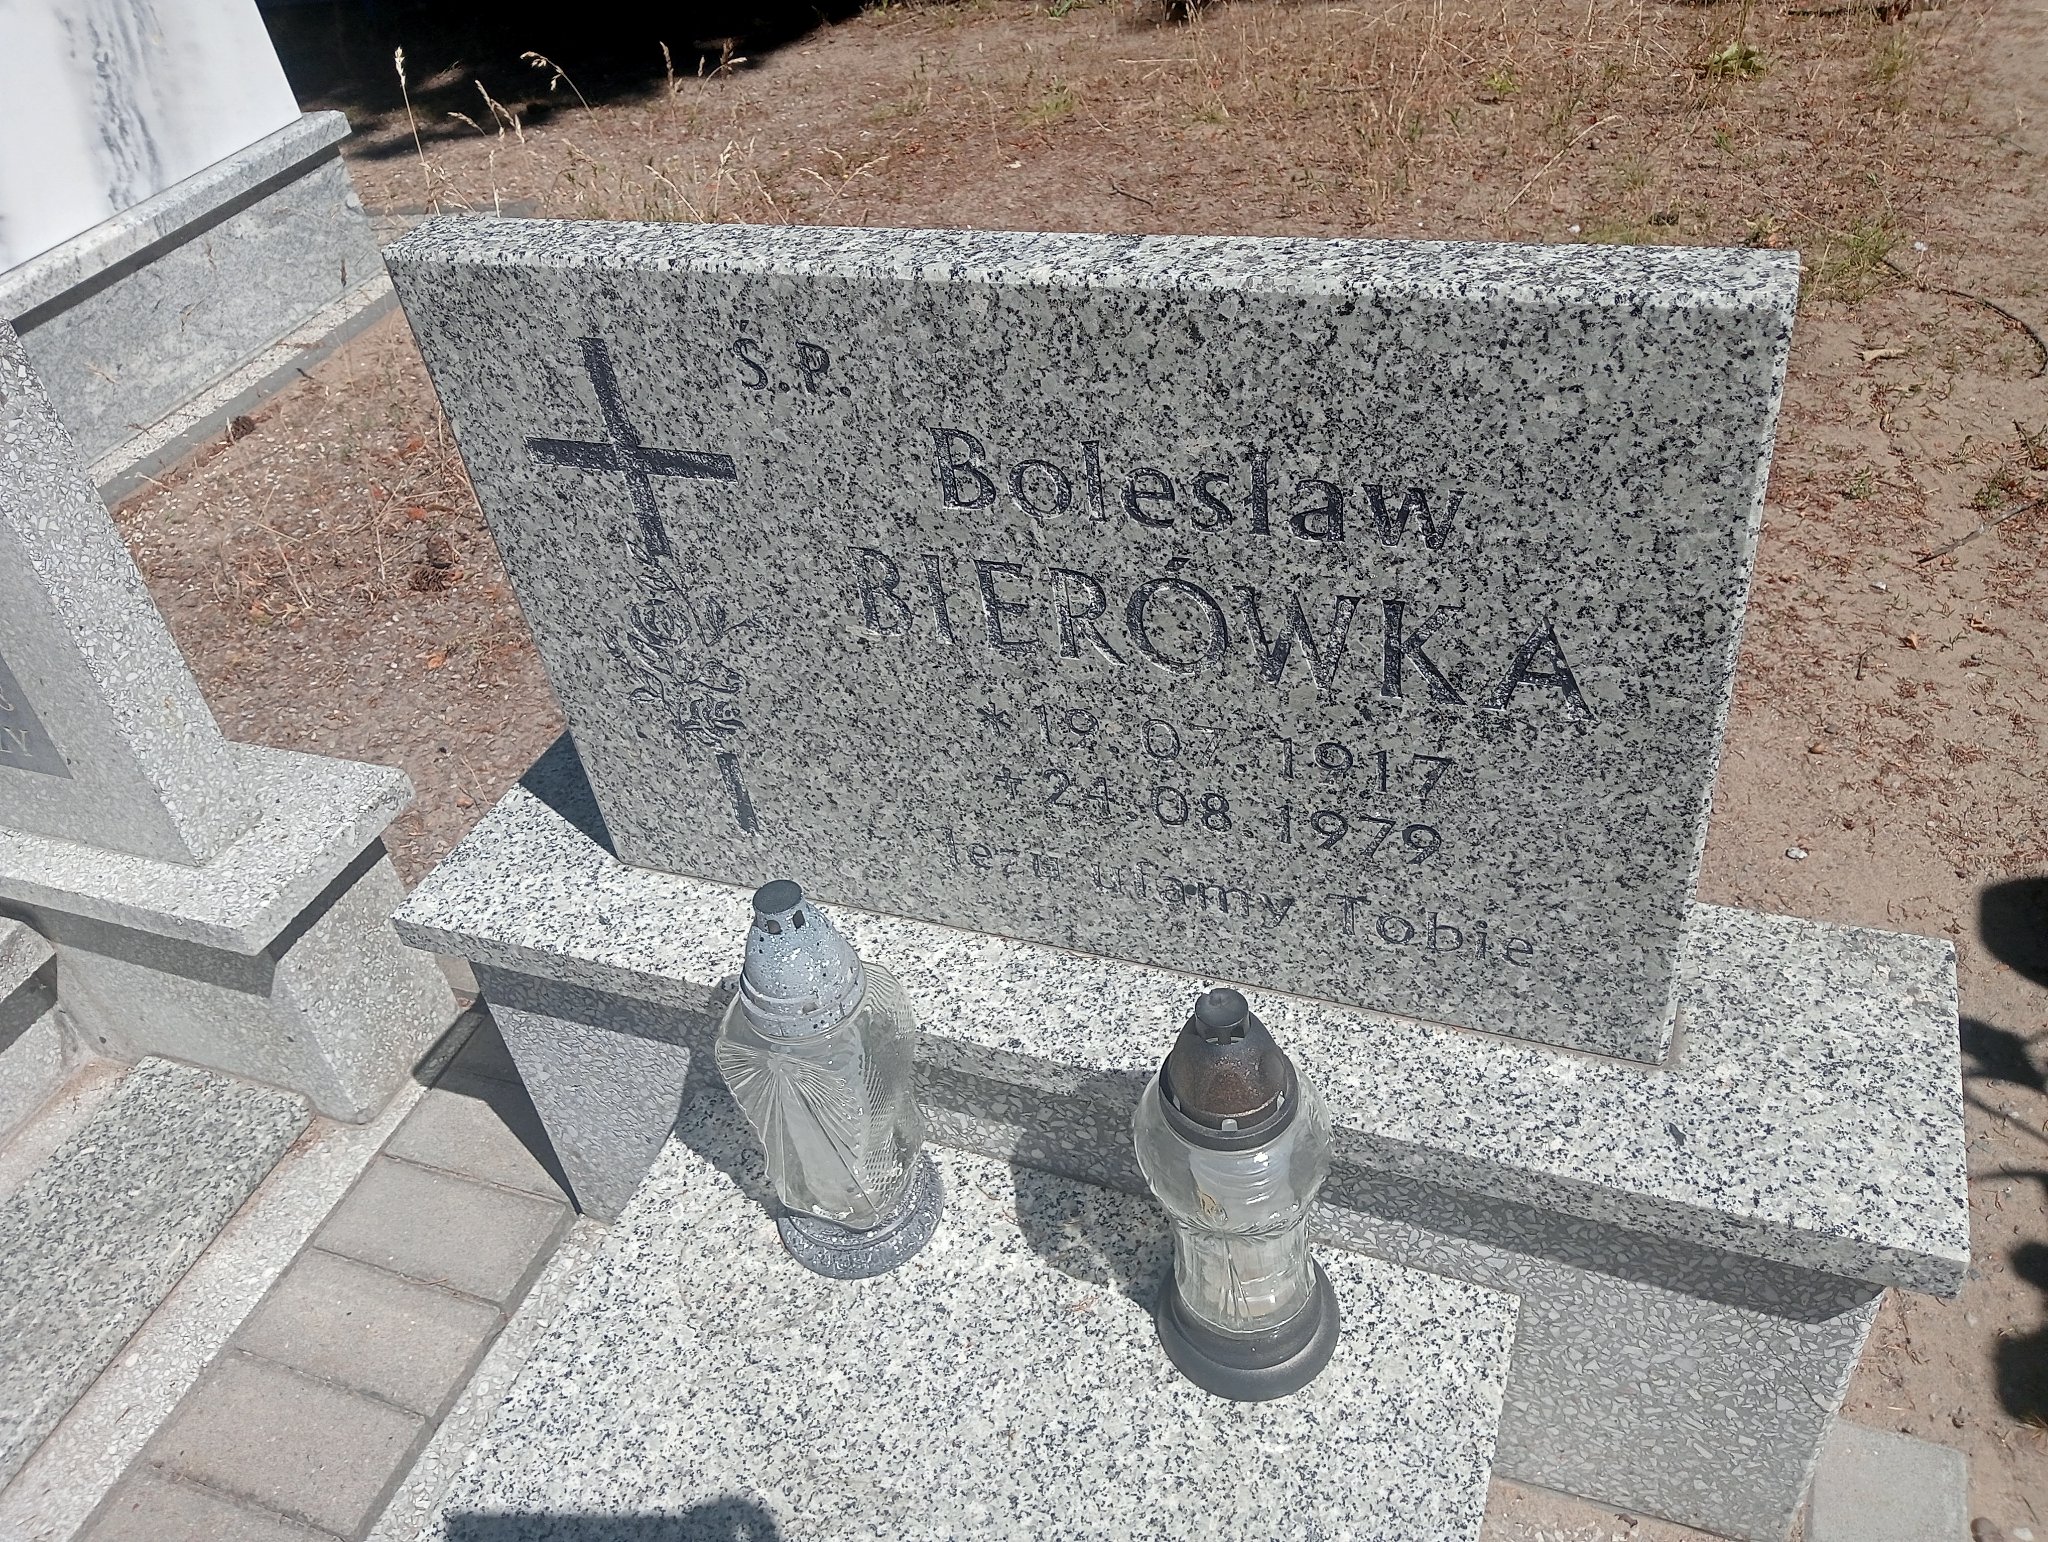 Ś.P.
Bolesław
BIERÓWKA
* 19.07.1917
✝ 24.08.1979
Jezu ufamy Tobie